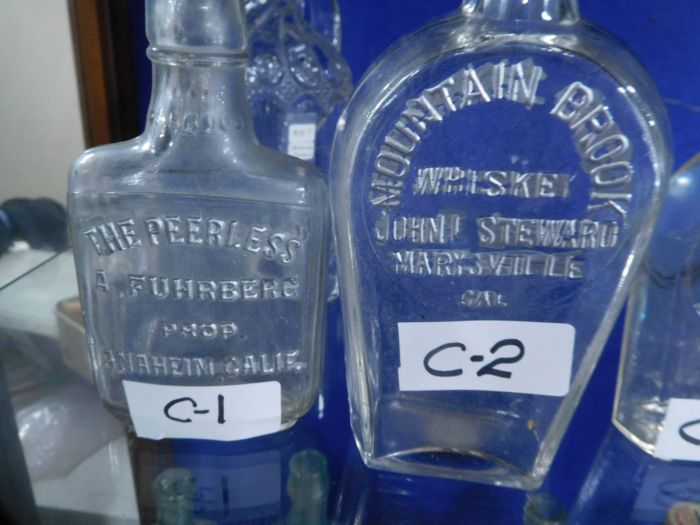 THE PEERLESS
A. FUHRBERG
PROP.
ANAHEIM, CALIF.
C-1
MOUNTAIN BROOK
WHISKEY
JOHN I STEWARD
MARYSVILLE
CAL
C-2